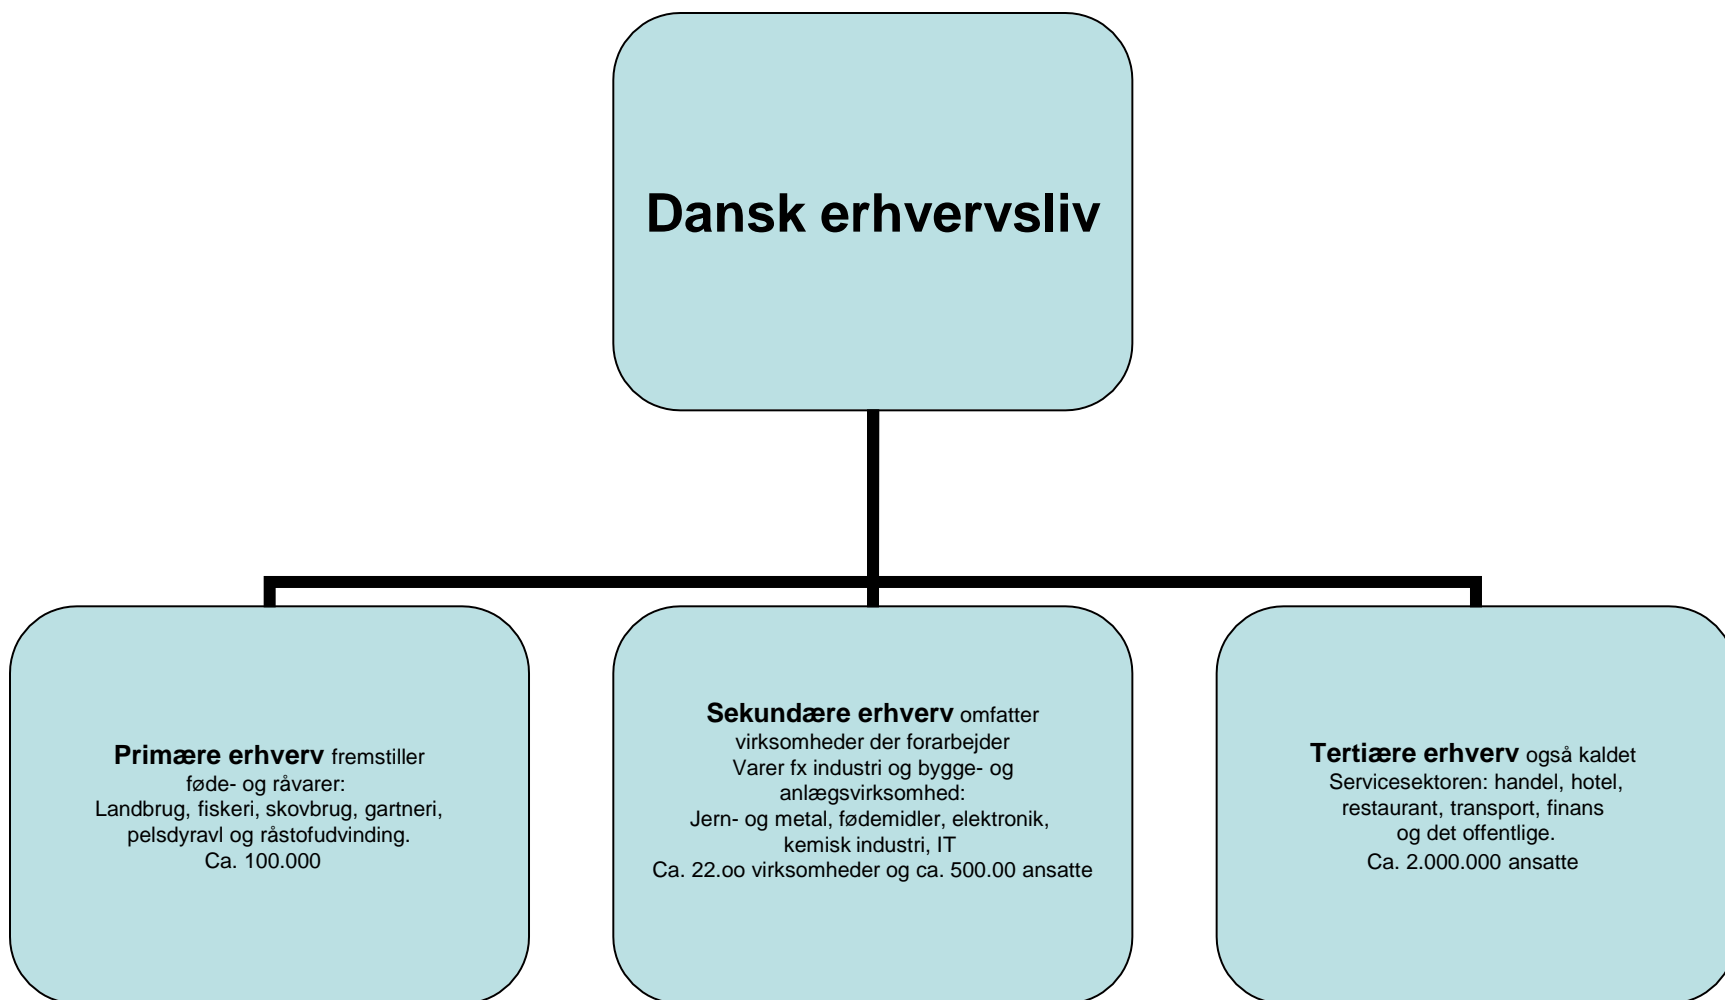 Dansk erhvervsliv
Primære erhverv fremstiller
føde- og råvarer:
Landbrug, fiskeri, skovbrug, gartneri,
pelsdyravl og råstofudvinding.
Ca. 100.000
Sekundære erhverv omfatter
virksomheder der forarbejder
Varer fx industri og bygge- og
anlægsvirksomhed:
Jern- og metal, fødemidler, elektronik,
kemisk industri, IT
Ca. 22.oo virksomheder og ca. 500.00 ansatte
Tertiære erhverv også kaldet
Servicesektoren: handel, hotel,
restaurant, transport, finans
og det offentlige.
Ca. 2.000.000 ansatte